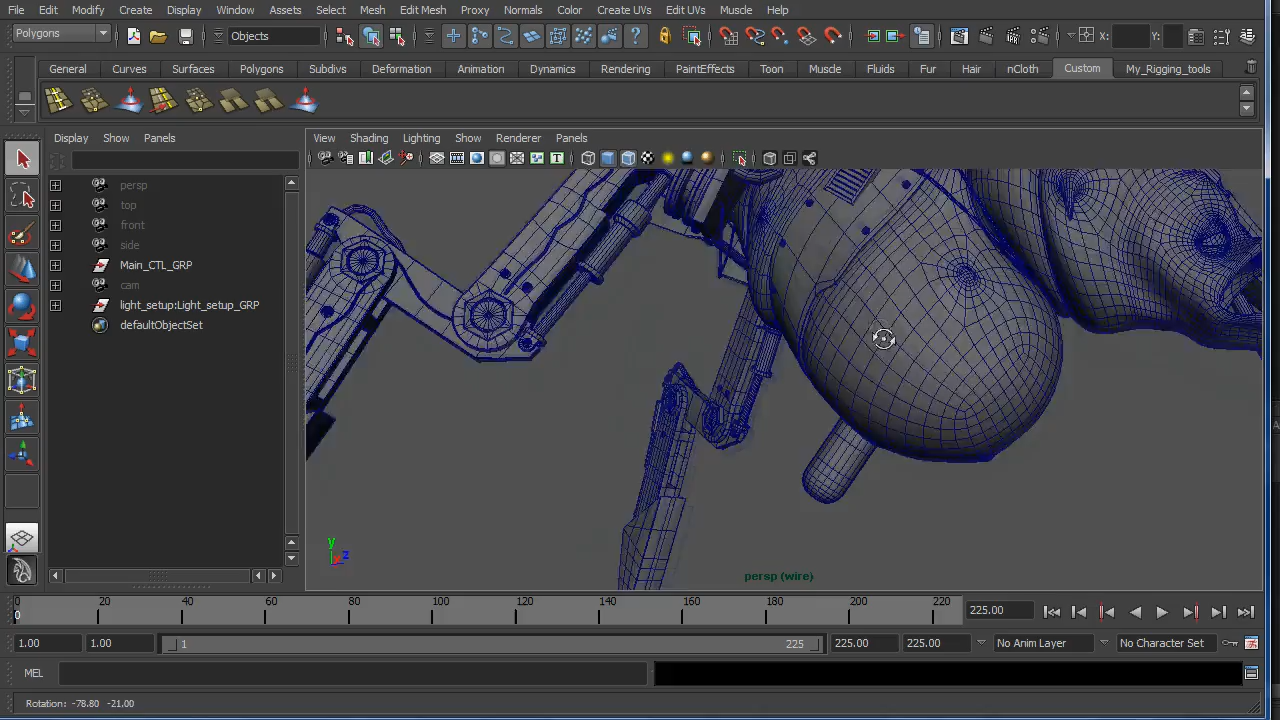 File Edit Modify Create Display Window Assets Select Mesh Edit Mesh Proxy Normals Color Create UVs Edit UVs Muscle Help
Polygons Objects X: Y:
General Curves Surfaces Polygons Subdivs Deformation Animation Dynamics Rendering PaintEffects Toon Muscle Fluids Fur Hair nCloth Custom My_Rigging_tools
Display Show Panels View Shading Lighting Show Renderer Panels
persp
top
front
side
Main_CTL_GRP
cam
light_setup:Light_setup_GRP
defaultObjectSet
y
z
persp (wire)
0 20 40 60 80 100 120 140 160 180 200 220 225.00
0
1.00 1.00 1 225 225.00 225.00 No Anim Layer No Character Set
MEL
Rotation: -78.80 -21.00